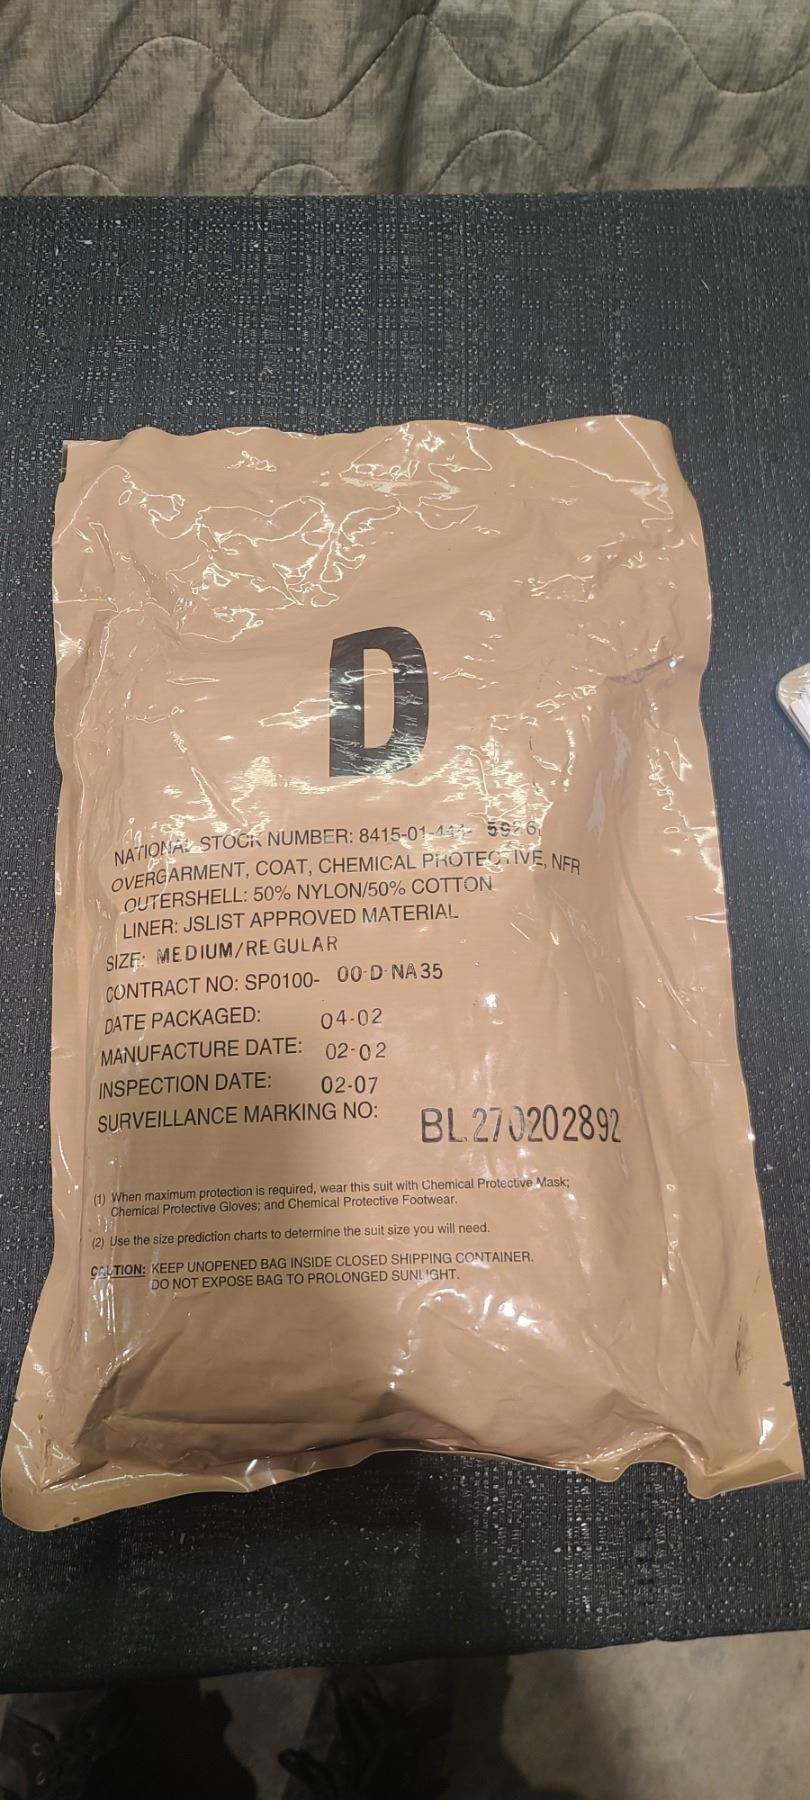 D
NATIONAL STOCK NUMBER: 8415-01-444- 5926
OVERGARMENT, COAT, CHEMICAL PROTECTIVE, NFR
OUTERSHELL: 50% NYLON/50% COTTON
LINER: JSLIST APPROVED MATERIAL
SIZE: MEDIUM/REGULAR
CONTRACT NO: SP0100- 00-D-NA35
DATE PACKAGED: 04-02
MANUFACTURE DATE: 02-02
INSPECTION DATE: 02-07
SURVEILLANCE MARKING NO: BL270202892
(1) When maximum protection is required, wear this suit with Chemical Protective Mask;
Chemical Protective Gloves; and Chemical Protective Footwear.
(2) Use the size prediction charts to determine the suit size you will need.
CAUTION: KEEP UNOPENED BAG INSIDE CLOSED SHIPPING CONTAINER.
DO NOT EXPOSE BAG TO PROLONGED SUNLIGHT.